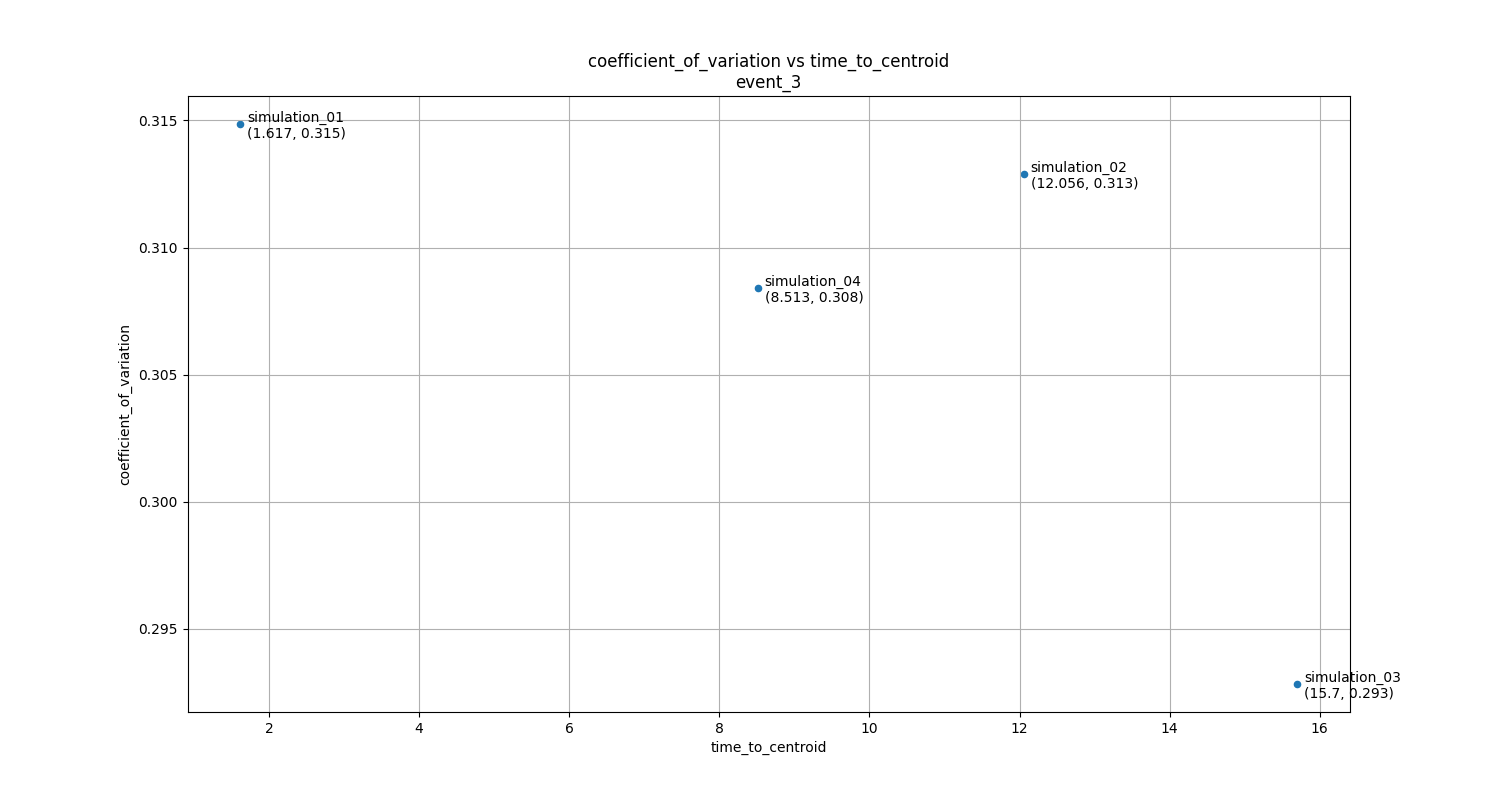 coefficient_of_variation vs time_to_centroid
event_3
simulation_01
(1.617, 0.315)
simulation_02
(12.056, 0.313)
simulation_04
(8.513, 0.308)
simulation_03
(15.7, 0.293)
0.315
0.310
0.305
0.300
0.295
coefficient_of_variation
2
4
6
8
10
12
14
16
time_to_centroid